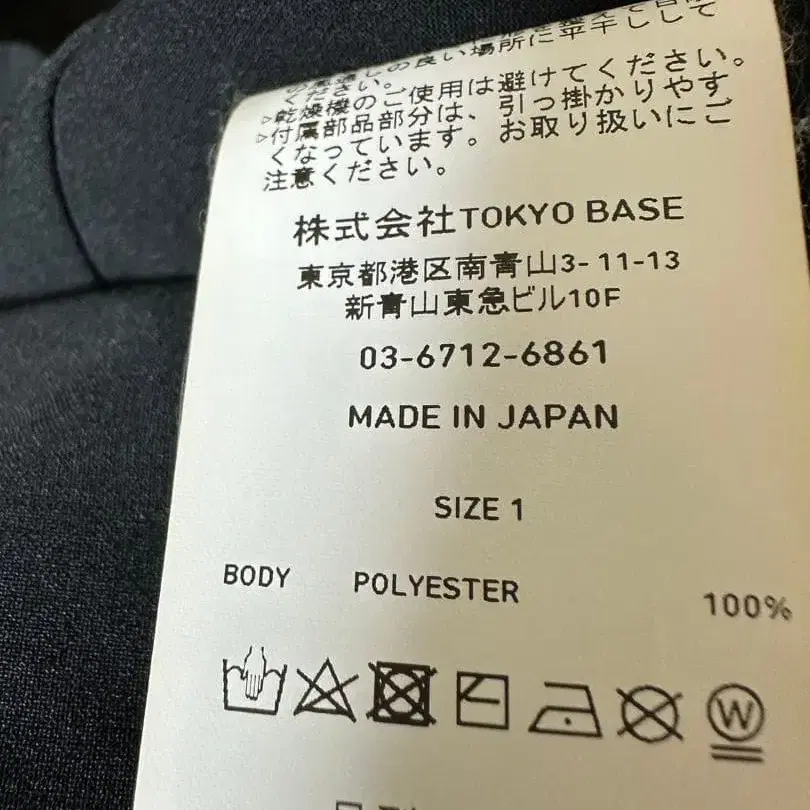 の良い場所に平干しして
ください。
▷乾燥機のご使用は避けてください。
▷付属部品部分は、引っ掛かりやす
くなっています。お取り扱いにご
注意ください。
株式会社TOKYO BASE
東京都港区南青山3-11-13
新青山東急ビル10F
03-6712-6861
MADE IN JAPAN
SIZE 1
BODY POLYESTER 100%
W